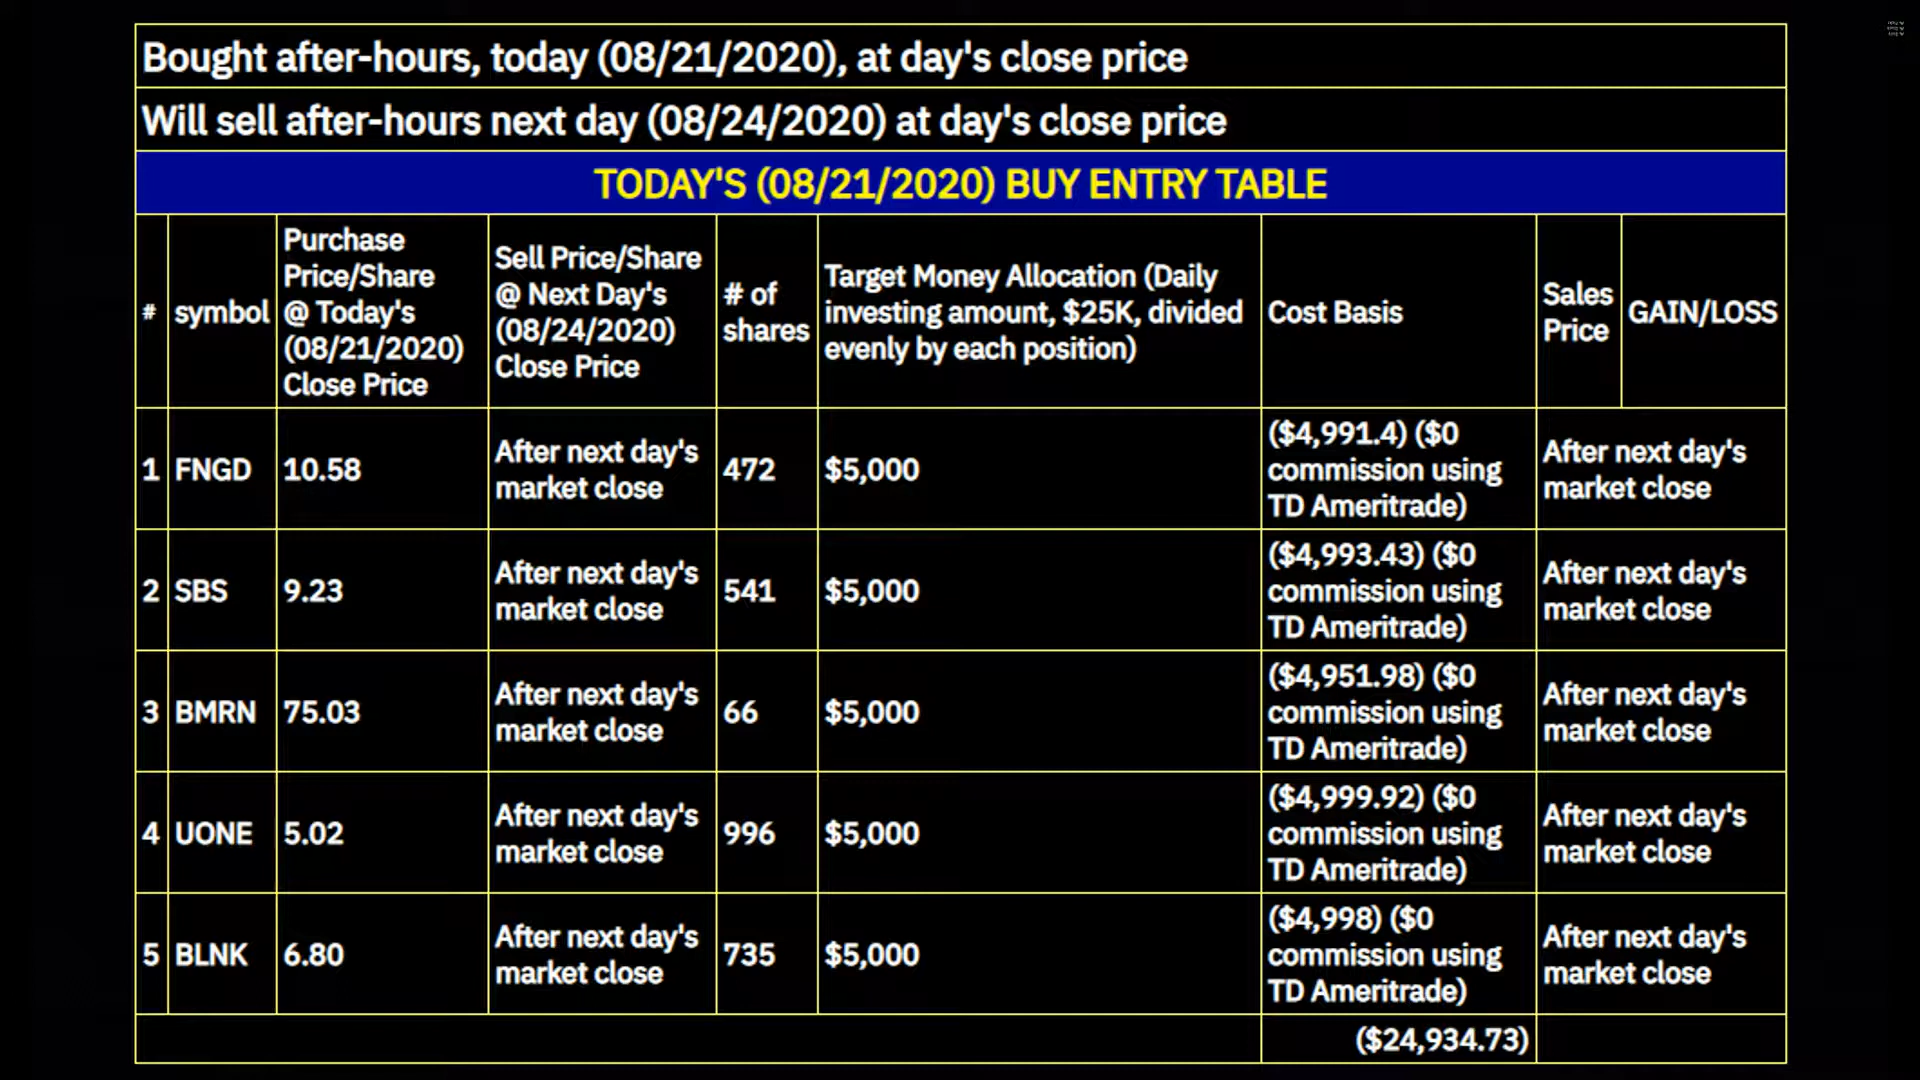 Bought after-hours, today (08/21/2020), at day's close price
Will sell after-hours next day (08/24/2020) at day's close price
TODAY'S (08/21/2020) BUY ENTRY TABLE
#
symbol
Purchase
Price/Share
@ Today's
(08/21/2020)
Close Price
Sell Price/Share
@ Next Day's
(08/24/2020)
Close Price
# of
shares
Target Money Allocation (Daily
investing amount, $25K, divided
evenly by each position)
Cost Basis
Sales
Price
GAIN/LOSS
1
FNGD
10.58
After next day's
market close
472
$5,000
($4,991.4) ($0
commission using
TD Ameritrade)
After next day's
market close
2
SBS
9.23
After next day's
market close
541
$5,000
($4,993.43) ($0
commission using
TD Ameritrade)
After next day's
market close
3
BMRN
75.03
After next day's
market close
66
$5,000
($4,951.98) ($0
commission using
TD Ameritrade)
After next day's
market close
4
UONE
5.02
After next day's
market close
996
$5,000
($4,999.92) ($0
commission using
TD Ameritrade)
After next day's
market close
5
BLNK
6.80
After next day's
market close
735
$5,000
($4,998) ($0
commission using
TD Ameritrade)
After next day's
market close
($24,934.73)